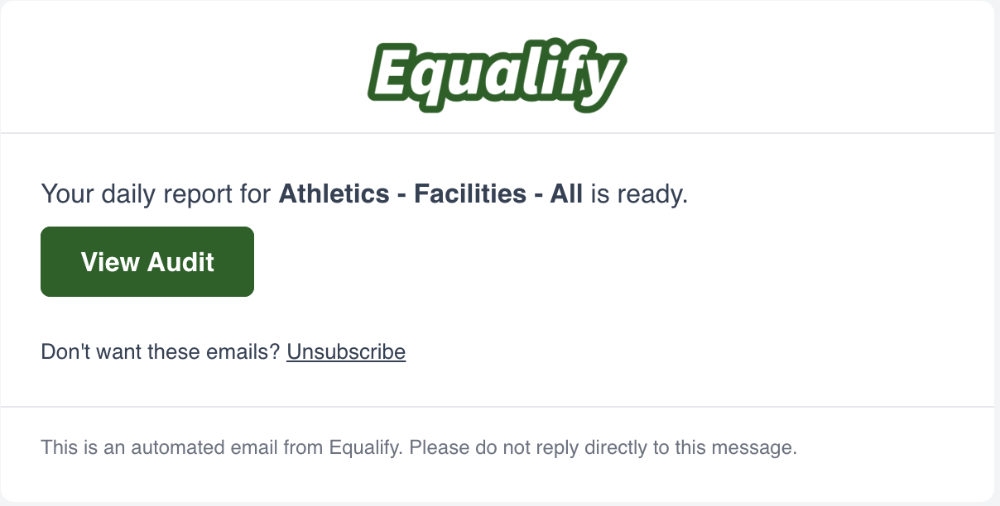 Equalify
Your daily report for Athletics - Facilities - All is ready.
View Audit
Don't want these emails? Unsubscribe
This is an automated email from Equalify. Please do not reply directly to this message.